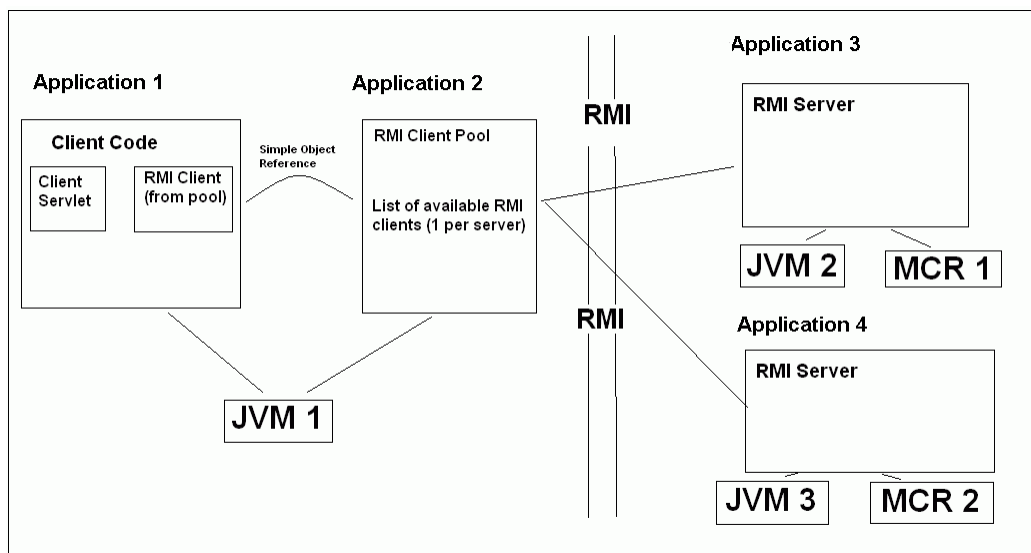 Application 1
Client Code
Client
Servlet
RMI Client
(from pool)
Simple Object
Reference
Application 2
RMI Client Pool
List of available RMI
clients (1 per server)
JVM 1
RMI
RMI
Application 3
RMI Server
JVM 2
MCR 1
Application 4
RMI Server
JVM 3
MCR 2